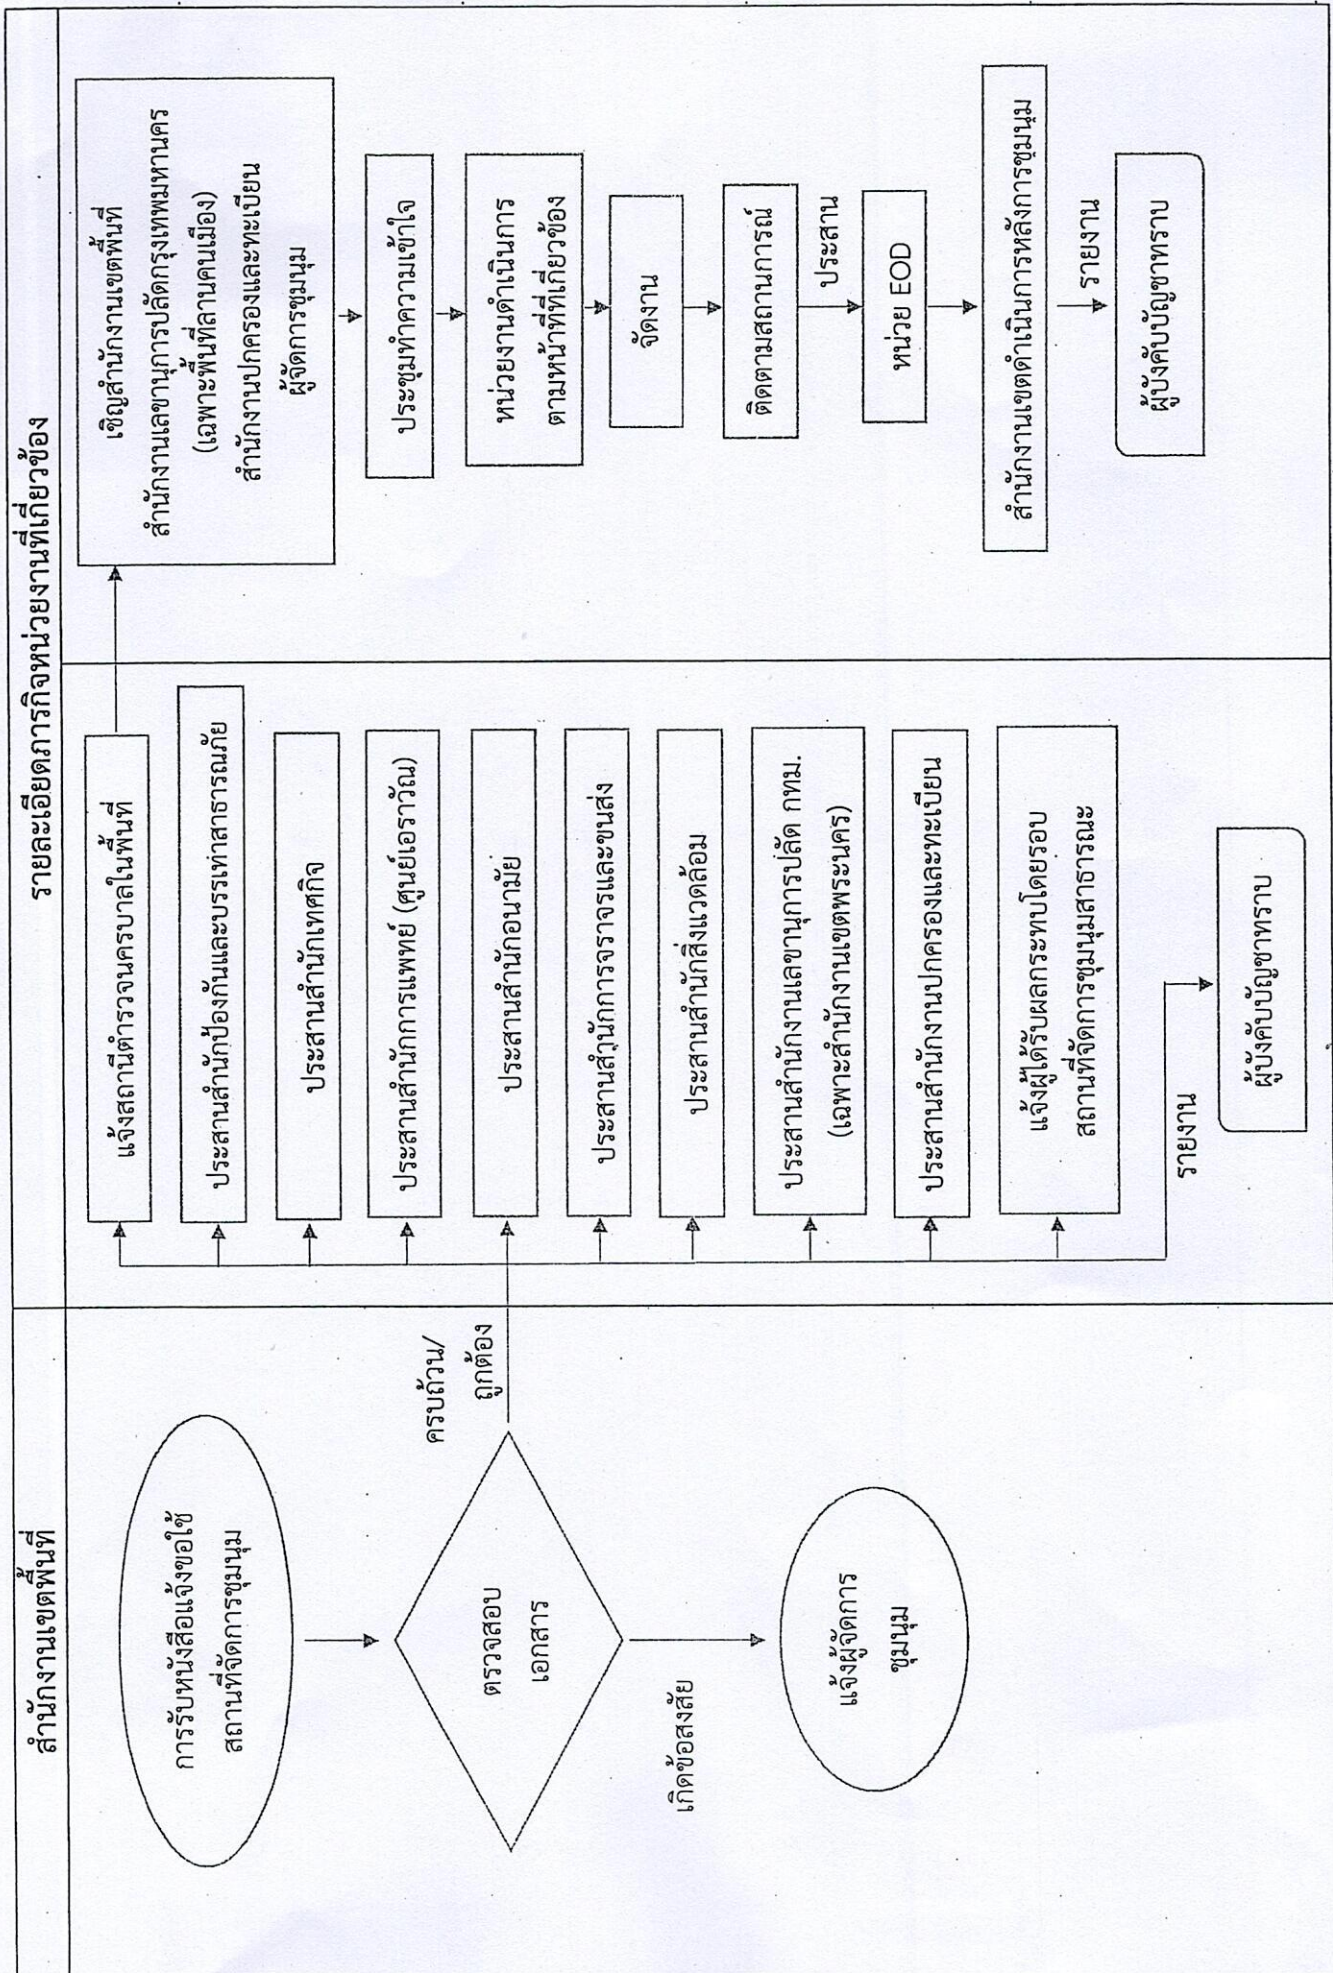 สำนักงานเขตพื้นที่
รายละเอียดภารกิจหน่วยงานที่เกี่ยวข้อง
การรับหนังสือแจ้งขอใช้
สถานที่จัดการชุมนุม
ตรวจสอบ
เอกสาร
ครบถ้วน/
ถูกต้อง
เกิดข้อสงสัย
แจ้งผู้จัดการ
ชุมนุม
แจ้งสถานีตำรวจนครบาลในพื้นที่
ประสานสำนักป้องกันและบรรเทาสาธารณภัย
ประสานสำนักเทศกิจ
ประสานสำนักการแพทย์ (ศูนย์เอราวัณ)
ประสานสำนักอนามัย
ประสานสำนักการจราจรและขนส่ง
ประสานสำนักสิ่งแวดล้อม
ประสานสำนักงานเลขานุการปลัด กทม.
(เฉพาะสำนักงานเขตพระนคร)
ประสานสำนักงานปกครองและทะเบียน
แจ้งผู้ได้รับผลกระทบโดยรอบ
สถานที่จัดการชุมนุมสาธารณะ
รายงาน
ผู้บังคับบัญชาทราบ
เชิญสำนักงานเขตพื้นที่
สำนักงานเลขานุการปลัดกรุงเทพมหานคร
(เฉพาะพื้นที่ลานคนเมือง)
สำนักงานปกครองและทะเบียน
ผู้จัดการชุมนุม
ประชุมทำความเข้าใจ
หน่วยงานดำเนินการ
ตามหน้าที่ที่เกี่ยวข้อง
จัดงาน
ติดตามสถานการณ์
ประสาน
หน่วย EOD
สำนักงานเขตดำเนินการหลังการชุมนุม
รายงาน
ผู้บังคับบัญชาทราบ